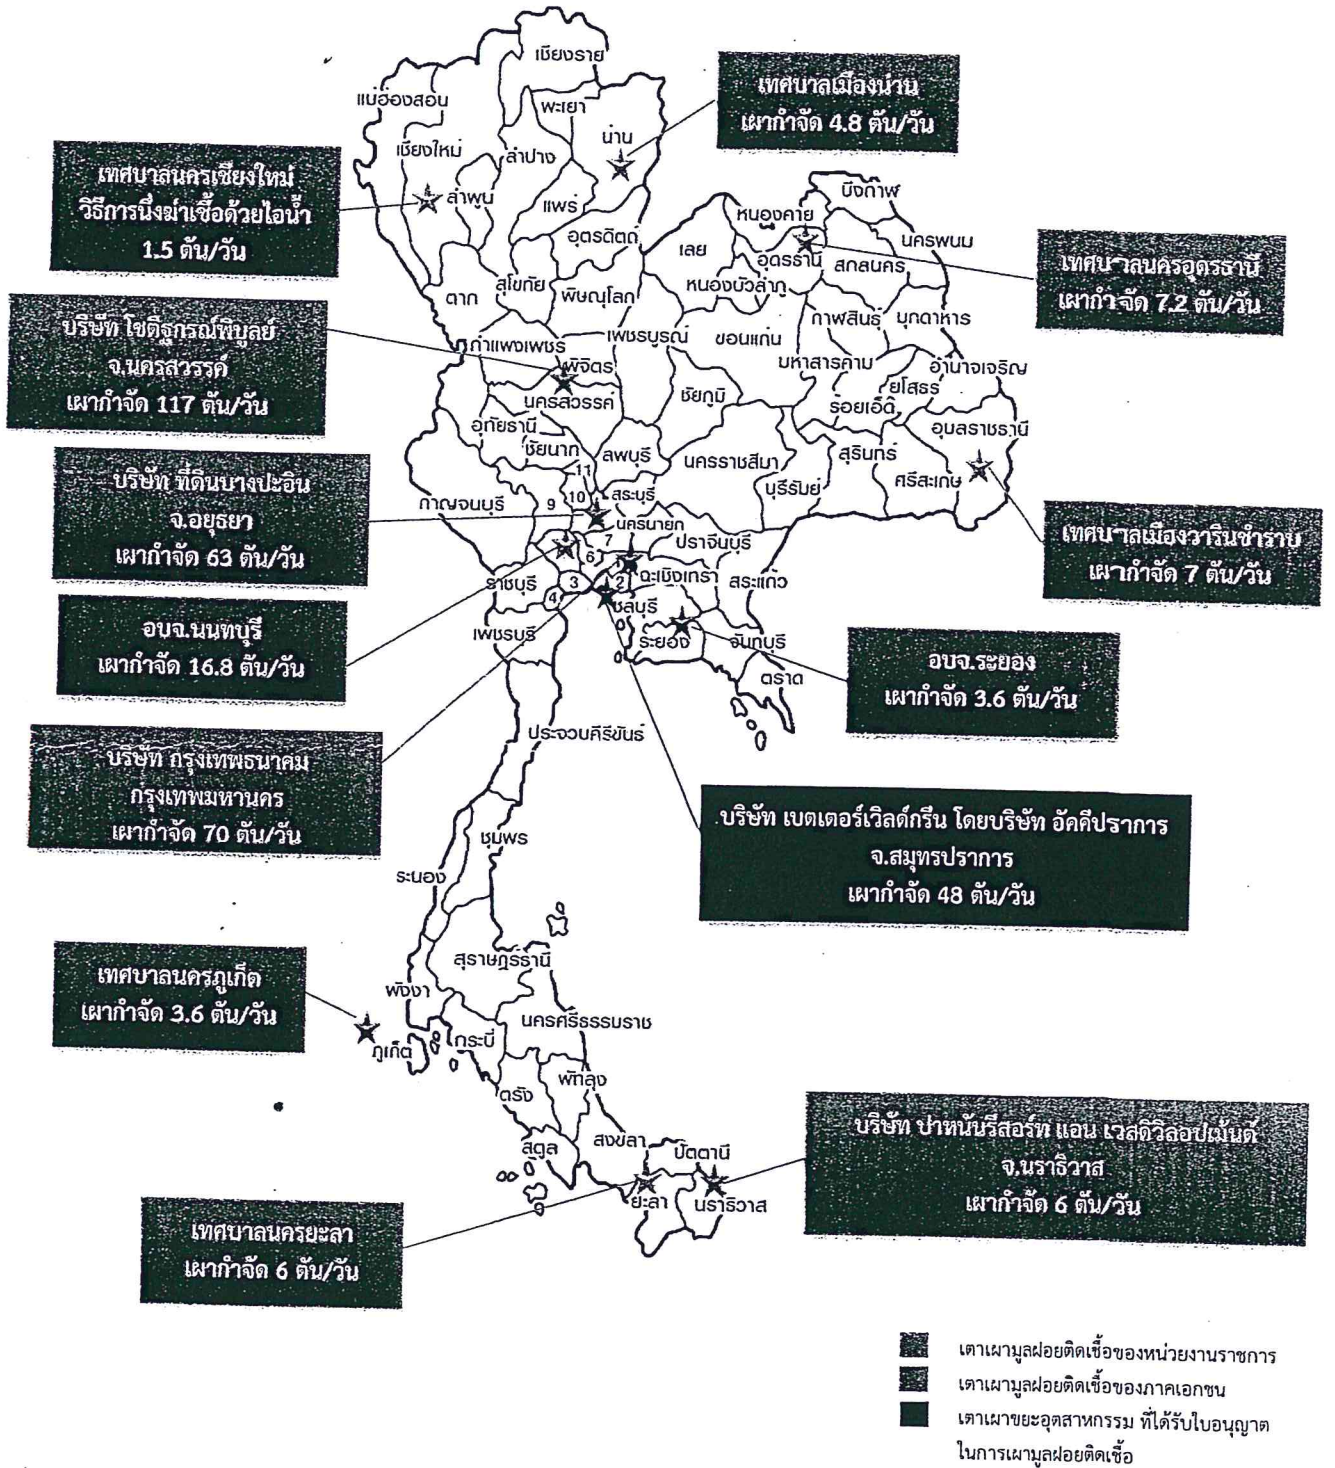 เชียงราย
แม่ฮ่องสอน
พะเยา
น่าน
เชียงใหม่
ลำปาง
ลำพูน
แพร่
อุตรดิตถ์
เทศบาลเมืองน่าน
เผากำจัด 4.8 ตัน/วัน
เทศบาลนครเชียงใหม่
วิธีการนึ่งฆ่าเชื้อด้วยไอน้ำ
1.5 ตัน/วัน
บึงกาฬ
หนองคาย
นครพนม
เลย
อุดรธานี
สกลนคร
หนองบัวลำภู
เทศบาลนครอุดรธานี
เผากำจัด 7.2 ตัน/วัน
ตาก
สุโขทัย
พิษณุโลก
บริษัท โชติฐกรณ์พิบูลย์
จ.นครสวรรค์
เผากำจัด 117 ตัน/วัน
กำแพงเพชร
เพชรบูรณ์
ขอนแก่น
กาฬสินธุ์
มุกดาหาร
พิจิตร
มหาสารคาม
อำนาจเจริญ
นครสวรรค์
ชัยภูมิ
ยโสธร
ร้อยเอ็ด
อุทัยธานี
อุบลราชธานี
ชัยนาท
ลพบุรี
นครราชสีมา
สุรินทร์
บุรีรัมย์
ศรีสะเกษ
บริษัท ที่ดินบางปะอิน
จ.อยุธยา
เผากำจัด 63 ตัน/วัน
กาญจนบุรี
11
10
9
สระบุรี
นครนายก
7
6
ปราจีนบุรี
เทศบาลเมืองวารินชำราบ
เผากำจัด 7 ตัน/วัน
ราชบุรี
3
4
1
2
ฉะเชิงเทรา
สระแก้ว
ชลบุรี
เพชรบุรี
ระยอง
จันทบุรี
ตราด
อบจ.นนทบุรี
เผากำจัด 16.8 ตัน/วัน
อบจ.ระยอง
เผากำจัด 3.6 ตัน/วัน
ประจวบคีรีขันธ์
บริษัท กรุงเทพธนาคม
กรุงเทพมหานคร
เผากำจัด 70 ตัน/วัน
บริษัท เบตเตอร์เวิลด์กรีน โดยบริษัท อัคคีปราการ
จ.สมุทรปราการ
เผากำจัด 48 ตัน/วัน
ชุมพร
ระนอง
สุราษฎร์ธานี
พังงา
นครศรีธรรมราช
เทศบาลนครภูเก็ต
เผากำจัด 3.6 ตัน/วัน
ภูเก็ต
กระบี่
ตรัง
พัทลุง
สตูล
สงขลา
ปัตตานี
ยะลา
นราธิวาส
บริษัท ปาหนันรีสอร์ท แอน เวสดิวิลอปเม้นต์
จ.นราธิวาส
เผากำจัด 6 ตัน/วัน
เทศบาลนครยะลา
เผากำจัด 6 ตัน/วัน
เตาเผามูลฝอยติดเชื้อของหน่วยงานราชการ
เตาเผามูลฝอยติดเชื้อของภาคเอกชน
เตาเผาขยะอุตสาหกรรม ที่ได้รับใบอนุญาต
ในการเผามูลฝอยติดเชื้อ